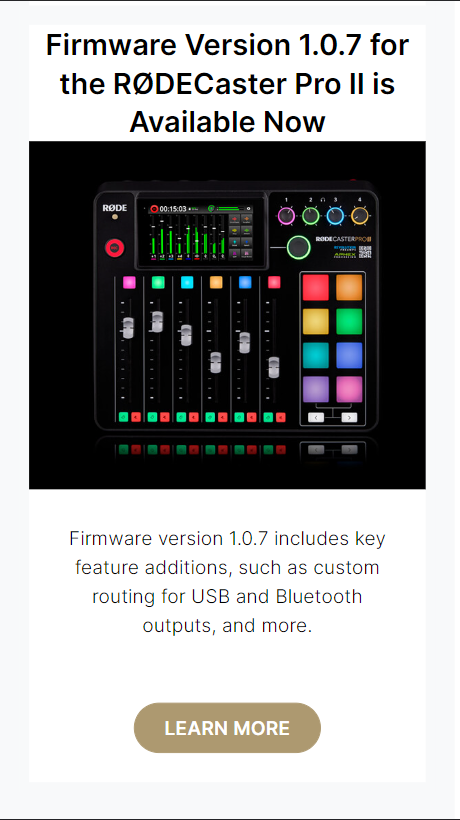 Firmware Version 1.0.7 for
the RØDECaster Pro II is
Available Now
RØDE
00:15:03
1 2 3 4
RØDECASTERPRO II
Firmware version 1.0.7 includes key
feature additions, such as custom
routing for USB and Bluetooth
outputs, and more.
LEARN MORE